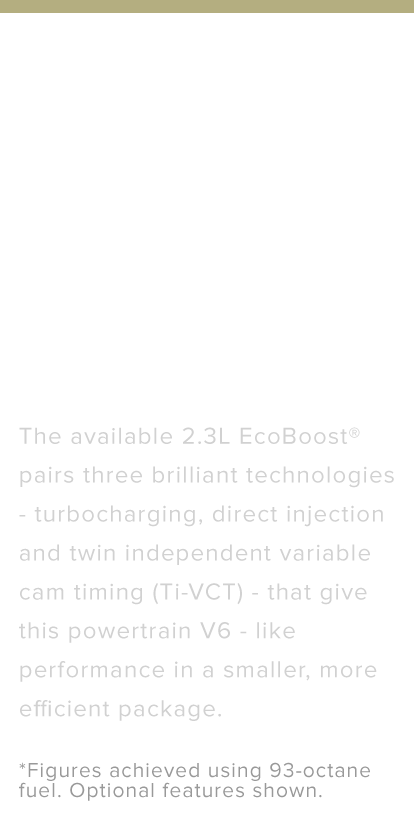 The available 2.3L EcoBoost®
pairs three brilliant technologies
- turbocharging, direct injection
and twin independent variable
cam timing (Ti-VCT) - that give
this powertrain V6 - like
performance in a smaller, more
efficient package.
*Figures achieved using 93-octane
fuel. Optional features shown.